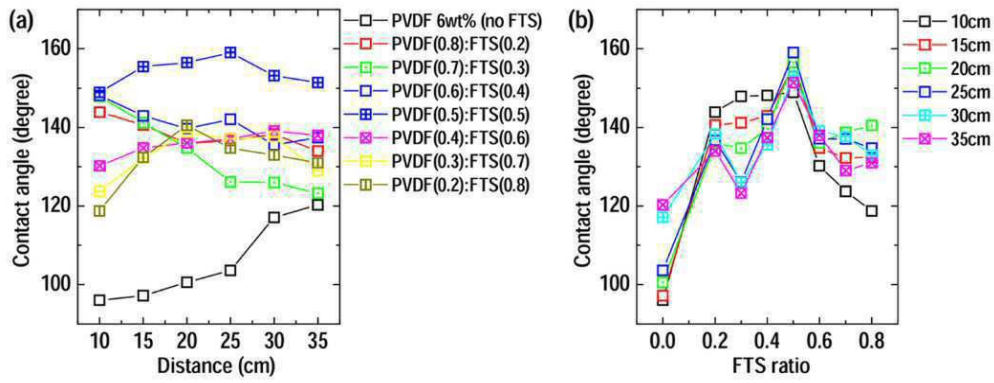 (a)
Contact angle (degree)
160
140
120
100
10 15 20 25 30 35
Distance (cm)
PVDF 6wt% (no FTS)
PVDF(0.8):FTS(0.2)
PVDF(0.7):FTS(0.3)
PVDF(0.6):FTS(0.4)
PVDF(0.5):FTS(0.5)
PVDF(0.4):FTS(0.6)
PVDF(0.3):FTS(0.7)
PVDF(0.2):FTS(0.8)
(b)
Contact angle (degree)
160
140
120
100
0.0 0.2 0.4 0.6 0.8
FTS ratio
10cm
15cm
20cm
25cm
30cm
35cm